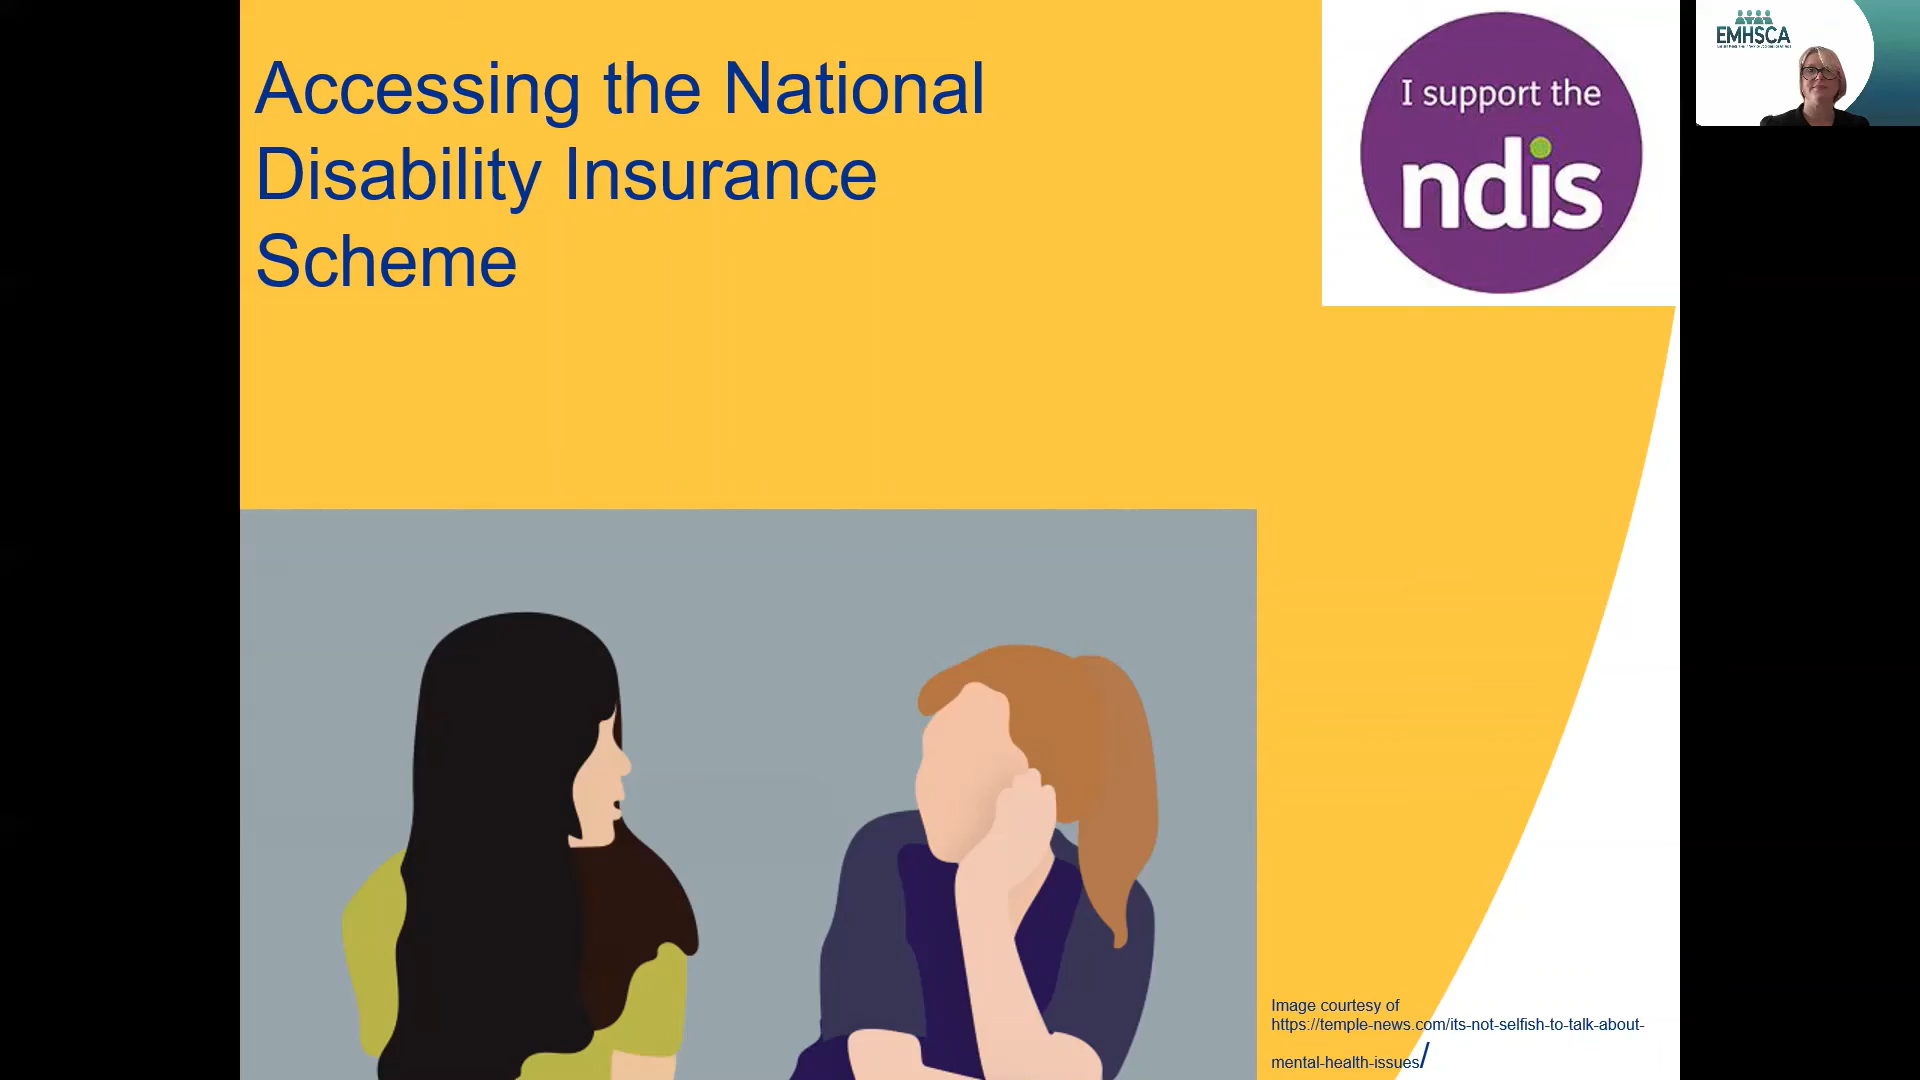 Accessing the National
Disability Insurance
Scheme
I support the
ndis
EMHSCA
Image courtesy of
https://temple-news.com/its-not-selfish-to-talk-about-
mental-health-issues/